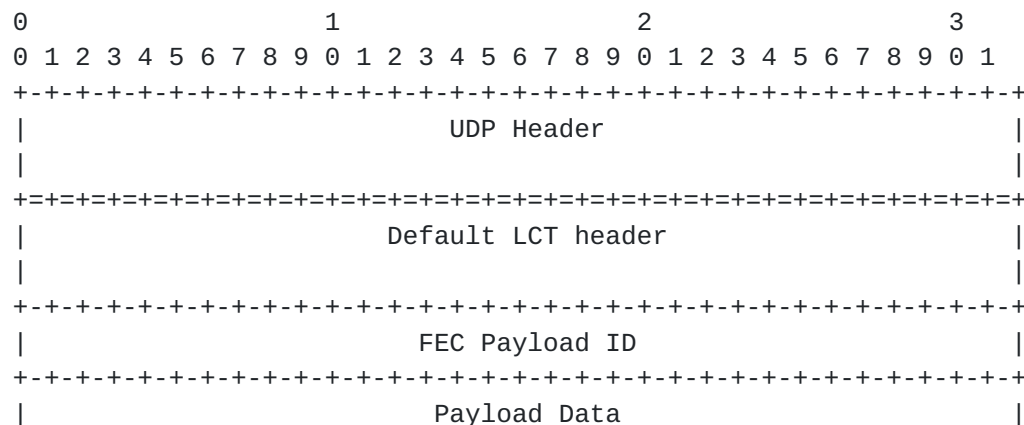 0                   1                   2                   3
0 1 2 3 4 5 6 7 8 9 0 1 2 3 4 5 6 7 8 9 0 1 2 3 4 5 6 7 8 9 0 1
+-+-+-+-+-+-+-+-+-+-+-+-+-+-+-+-+-+-+-+-+-+-+-+-+-+-+-+-+-+-+-+-+
|                           UDP Header                          |
|                                                               |
+=+=+=+=+=+=+=+=+=+=+=+=+=+=+=+=+=+=+=+=+=+=+=+=+=+=+=+=+=+=+=+=+
|                       Default LCT header                      |
|                                                               |
+-+-+-+-+-+-+-+-+-+-+-+-+-+-+-+-+-+-+-+-+-+-+-+-+-+-+-+-+-+-+-+-+
|                         FEC Payload ID                        |
+-+-+-+-+-+-+-+-+-+-+-+-+-+-+-+-+-+-+-+-+-+-+-+-+-+-+-+-+-+-+-+-+
|                          Payload Data                         |